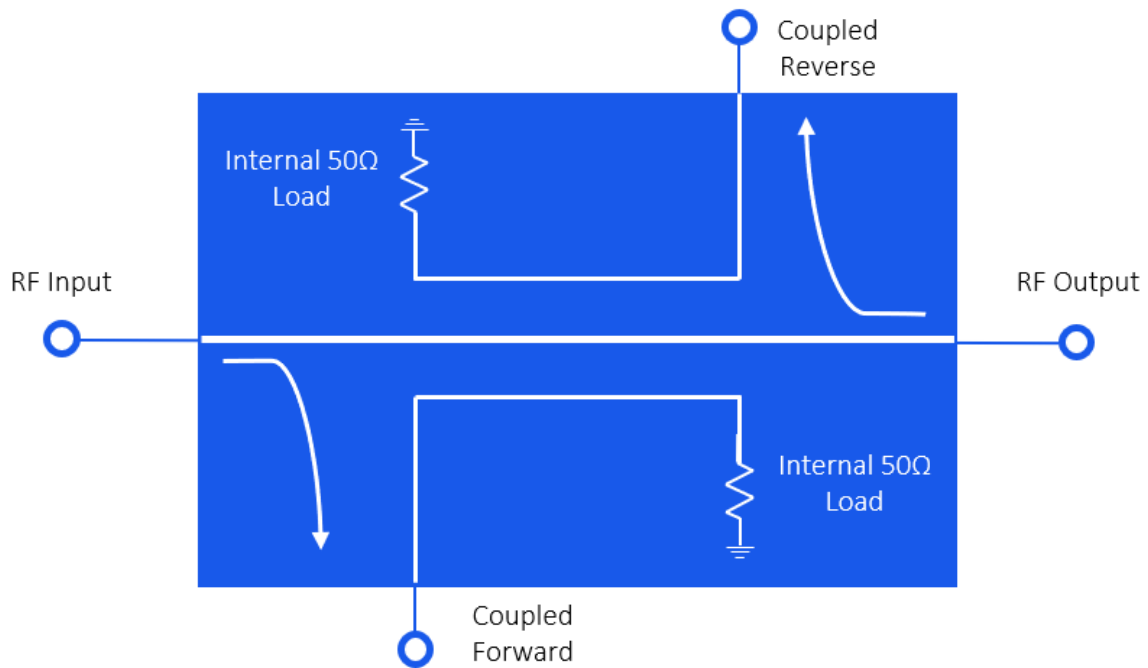 Coupled
Reverse
Internal 50Ω
Load
RF Input
RF Output
Internal 50Ω
Load
Coupled
Forward